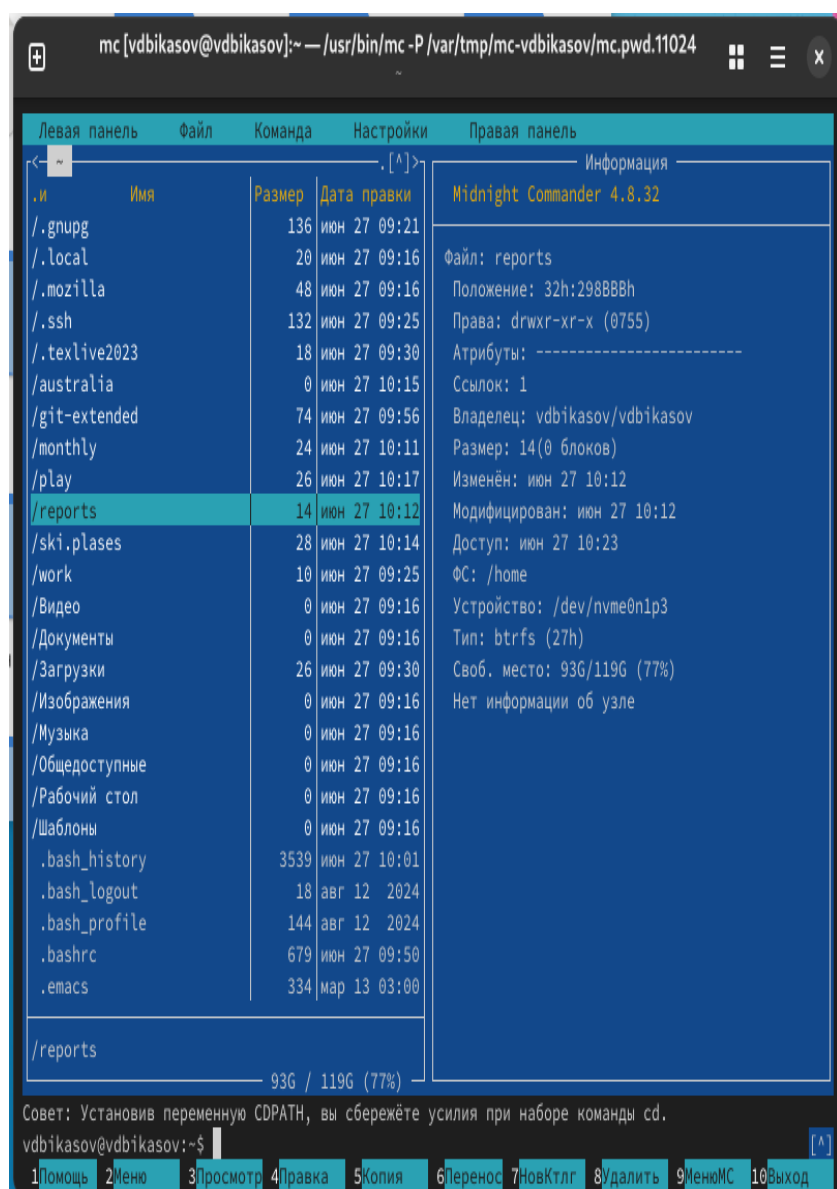 mc [vdbikasov@vdbikasov]:~ — /usr/bin/mc -P /var/tmp/mc-vdbikasov/mc.pwd.11024
~
Левая панель Файл Команда Настройки Правая панель
<─ ~ ─.[^]>
.и Имя Размер Дата правки
/.gnupg 136 июн 27 09:21
/.local 20 июн 27 09:16
/.mozilla 48 июн 27 09:16
/.ssh 132 июн 27 09:25
/.texlive2023 18 июн 27 09:30
/australia 0 июн 27 10:15
/git-extended 74 июн 27 09:56
/monthly 24 июн 27 10:11
/play 26 июн 27 10:17
/reports 14 июн 27 10:12
/ski.plases 28 июн 27 10:14
/work 10 июн 27 09:25
/Видео 0 июн 27 09:16
/Документы 0 июн 27 09:16
/Загрузки 26 июн 27 09:30
/Изображения 0 июн 27 09:16
/Музыка 0 июн 27 09:16
/Общедоступные 0 июн 27 09:16
/Рабочий стол 0 июн 27 09:16
/Шаблоны 0 июн 27 09:16
.bash_history 3539 июн 27 10:01
.bash_logout 18 авг 12 2024
.bash_profile 144 авг 12 2024
.bashrc 679 июн 27 09:50
.emacs 334 мар 13 03:00
/reports
93G / 119G (77%)
Информация
Midnight Commander 4.8.32
Файл: reports
Положение: 32h:298BBBh
Права: drwxr-xr-x (0755)
Атрибуты: -------------------------
Ссылок: 1
Владелец: vdbikasov/vdbikasov
Размер: 14(0 блоков)
Изменён: июн 27 10:12
Модифицирован: июн 27 10:12
Доступ: июн 27 10:23
ФС: /home
Устройство: /dev/nvme0n1p3
Тип: btrfs (27h)
Своб. место: 93G/119G (77%)
Нет информации об узле
Совет: Установив переменную CDPATH, вы сбережёте усилия при наборе команды cd.
vdbikasov@vdbikasov:~$ [^]
1Помощь 2Меню 3Просмотр 4Правка 5Копия 6Перенос 7НовКтлг 8Удалить 9МенюMC 10Выход